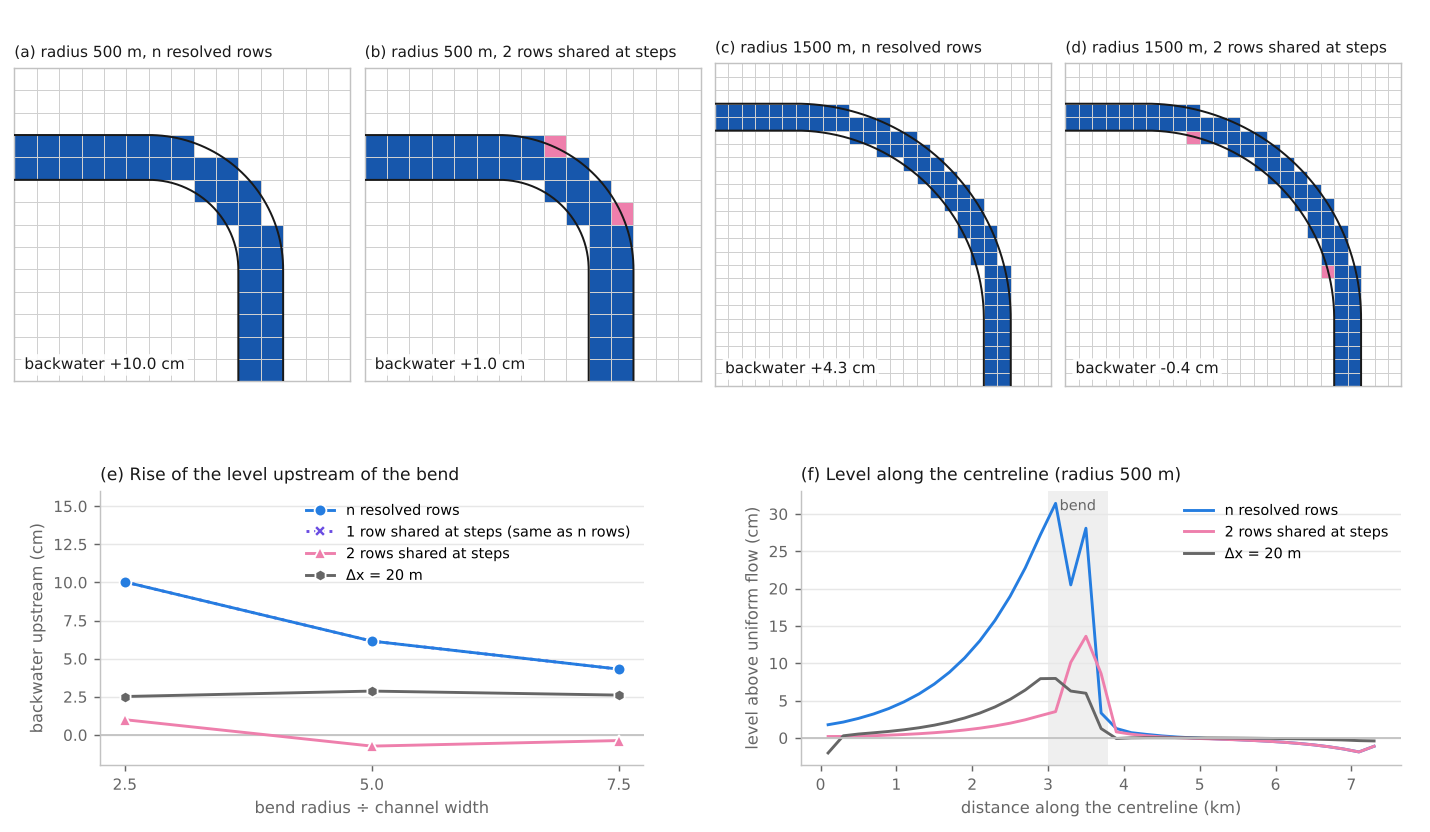 (a) radius 500 m, n resolved rows
(b) radius 500 m, 2 rows shared at steps
(c) radius 1500 m, n resolved rows
(d) radius 1500 m, 2 rows shared at steps
backwater +10.0 cm
backwater +1.0 cm
backwater +4.3 cm
backwater -0.4 cm
(e) Rise of the level upstream of the bend
backwater upstream (cm)
15.0
12.5
10.0
7.5
5.0
2.5
0.0
n resolved rows
1 row shared at steps (same as n rows)
2 rows shared at steps
Δx = 20 m
2.5
5.0
7.5
bend radius ÷ channel width
(f) Level along the centreline (radius 500 m)
level above uniform flow (cm)
30
25
20
15
10
5
0
bend
n resolved rows
2 rows shared at steps
Δx = 20 m
0
1
2
3
4
5
6
7
distance along the centreline (km)